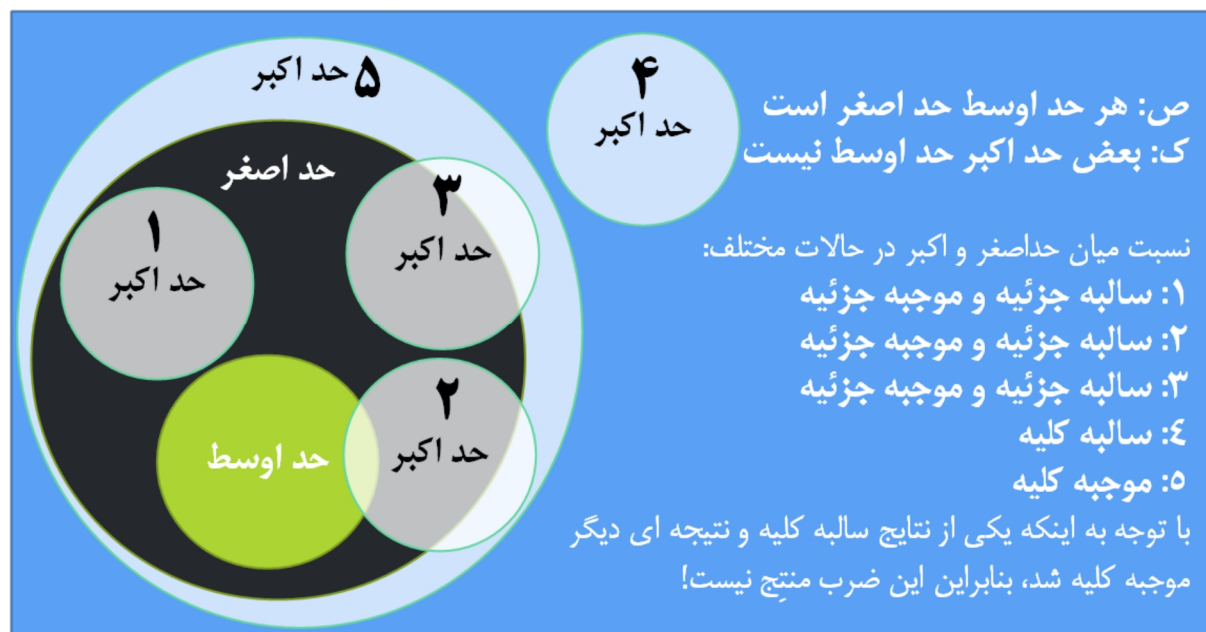 ص: هر حد اوسط حد اصغر است
ک: بعض حد اکبر حد اوسط نیست
نسبت میان حداصغر و اکبر در حالات مختلف:
۱: سالبه جزئیه و موجبه جزئیه
۲: سالبه جزئیه و موجبه جزئیه
۳: سالبه جزئیه و موجبه جزئیه
٤: سالبه کلیه
٥: موجبه کلیه
با توجه به اینکه یکی از نتایج سالبه کلیه و نتیجه ای دیگر
موجبه کلیه شد، بنابراین این ضرب منتِج نیست!
۴
حد اکبر
۵ حد اکبر
حد اصغر
۳
حد اکبر
۱
حد اکبر
۲
حد اکبر
حد اوسط